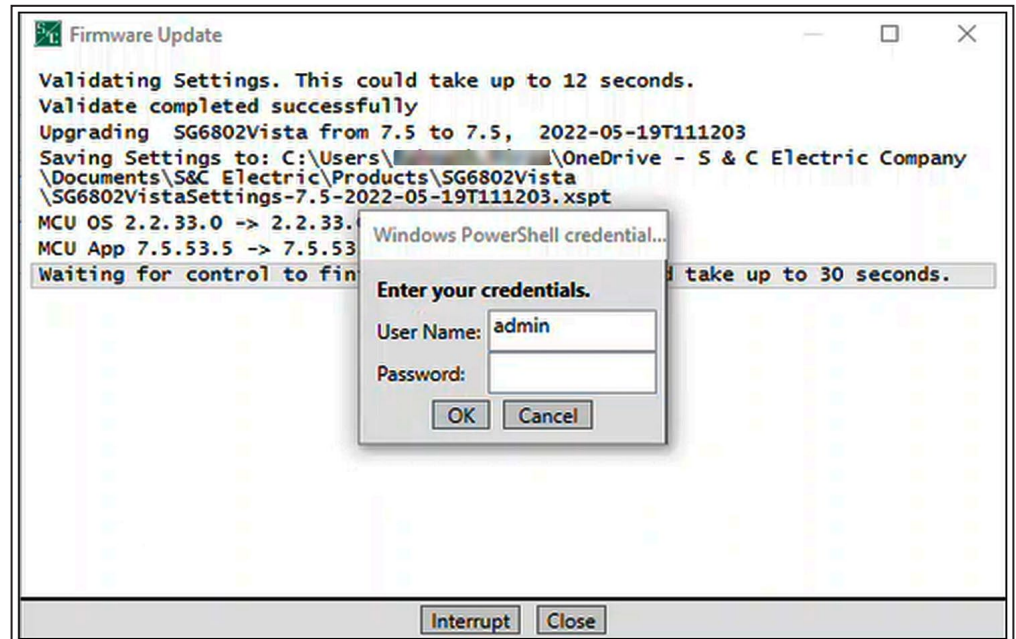 S/C Firmware Update
Validating Settings. This could take up to 12 seconds.
Validate completed successfully
Upgrading SG6802Vista from 7.5 to 7.5, 2022-05-19T111203
Saving Settings to: C:\Users\ \OneDrive - S & C Electric Company
\Documents\S&C Electric\Products\SG6802Vista
\SG6802VistaSettings-7.5-2022-05-19T111203.xspt
MCU OS 2.2.33.0 -> 2.2.33.
MCU App 7.5.53.5 -> 7.5.53
Waiting for control to fin
take up to 30 seconds.
Windows PowerShell credential...
Enter your credentials.
User Name: admin
Password:
OK Cancel
Interrupt Close